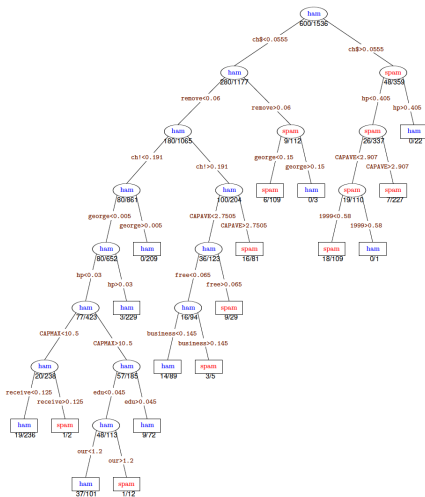 ham
600/1536
ch$<0.0555
ch$>0.0555
ham
280/1177
spam
48/359
remove<0.06
remove>0.06
hp<0.405
hp>0.405
ham
180/1065
spam
9/112
spam
26/337
ham
0/22
ch!<0.191
ch!>0.191
george<0.15
george>0.15
CAPAVE<2.907
CAPAVE>2.907
ham
80/861
ham
100/204
spam
6/109
ham
0/3
spam
19/110
spam
7/227
george<0.005
george>0.005
CAPAVE<2.7505
CAPAVE>2.7505
1999<0.58
1999>0.58
ham
80/652
ham
0/209
ham
36/123
spam
16/81
spam
18/109
ham
0/1
hp<0.03
hp>0.03
free<0.065
free>0.065
ham
77/423
ham
3/229
ham
16/94
spam
9/29
CAPMAX<10.5
CAPMAX>10.5
business<0.145
business>0.145
ham
20/238
ham
57/185
ham
14/89
spam
3/5
receive<0.125
receive>0.125
edu<0.045
edu>0.045
ham
19/236
spam
1/2
ham
48/113
ham
9/72
our<1.2
our>1.2
ham
37/101
spam
1/12